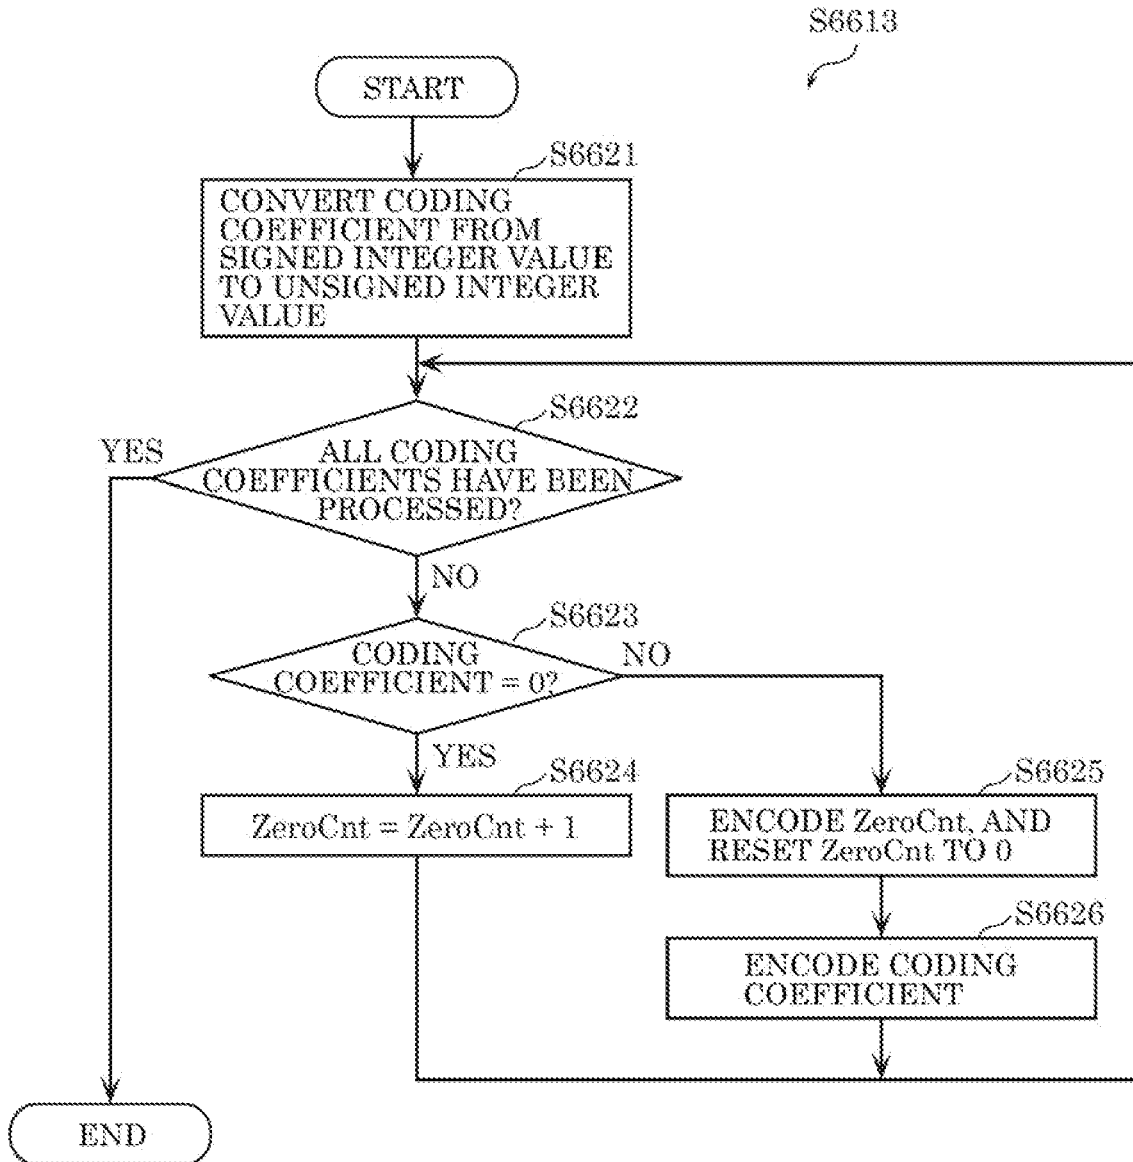 S6613
START
S6621
CONVERT CODING
COEFFICIENT FROM
SIGNED INTEGER VALUE
TO UNSIGNED INTEGER
VALUE
S6622
YES
ALL CODING
COEFFICIENTS HAVE BEEN
PROCESSED?
NO
S6623
CODING
COEFFICIENT = 0?
NO
YES
S6624
ZeroCnt = ZeroCnt + 1
S6625
ENCODE ZeroCnt, AND
RESET ZeroCnt TO 0
S6626
ENCODE CODING
COEFFICIENT
END